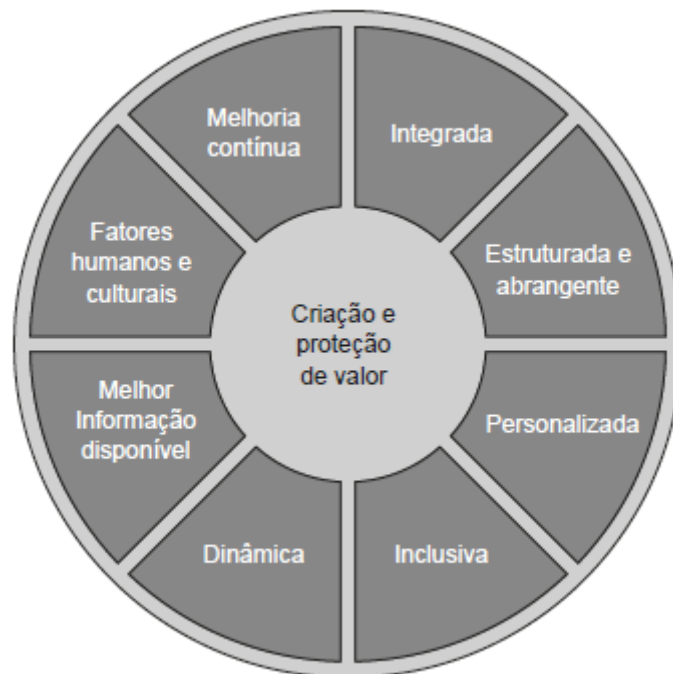 Melhoria
contínua
Integrada
Fatores
humanos e
culturais
Estruturada e
abrangente
Criação e
proteção
de valor
Melhor
Informação
disponível
Personalizada
Dinâmica
Inclusiva